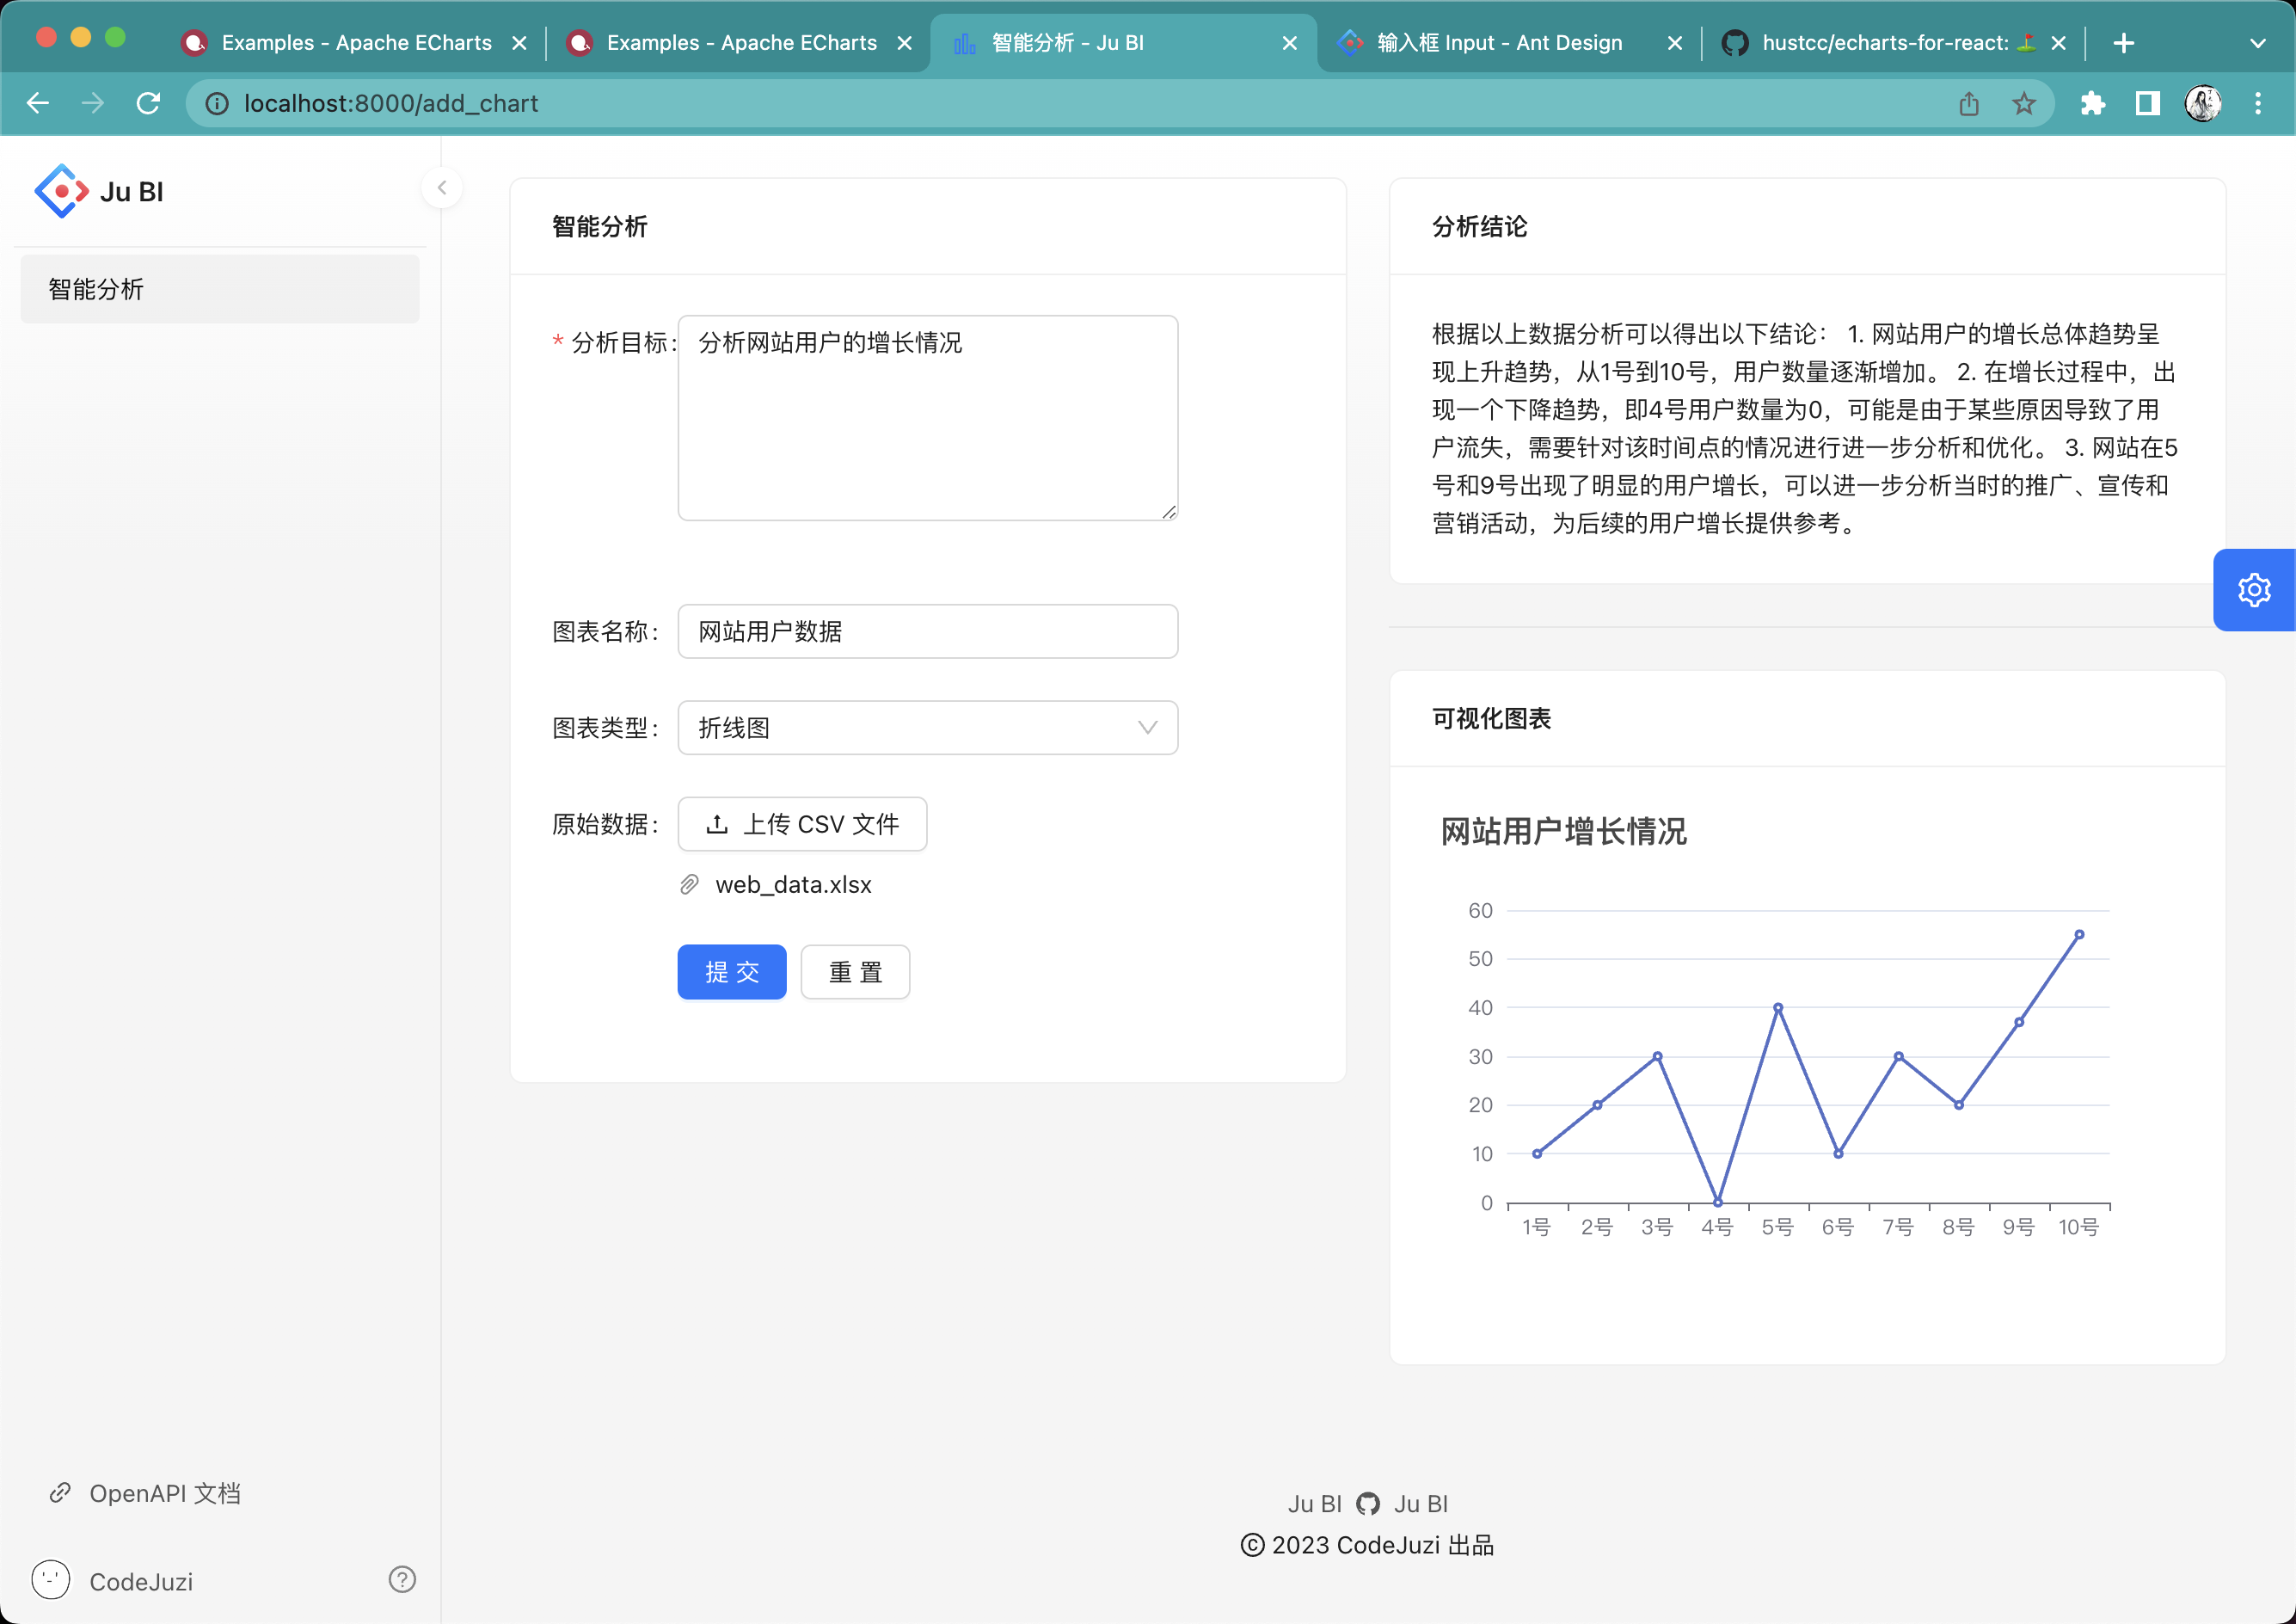 Examples - Apache ECharts
Examples - Apache ECharts
智能分析 - Ju BI
输入框 Input - Ant Design
hustcc/echarts-for-react: ⛳
localhost:8000/add_chart
Ju BI
智能分析
OpenAPI 文档
CodeJuzi
智能分析
* 分析目标:
分析网站用户的增长情况
图表名称:
网站用户数据
图表类型:
折线图
原始数据:
上传 CSV 文件
web_data.xlsx
提 交
重 置
分析结论
根据以上数据分析可以得出以下结论： 1. 网站用户的增长总体趋势呈
现上升趋势，从1号到10号，用户数量逐渐增加。 2. 在增长过程中，出
现一个下降趋势，即4号用户数量为0，可能是由于某些原因导致了用
户流失，需要针对该时间点的情况进行进一步分析和优化。 3. 网站在5
号和9号出现了明显的用户增长，可以进一步分析当时的推广、宣传和
营销活动，为后续的用户增长提供参考。
可视化图表
网站用户增长情况
60
50
40
30
20
10
0
1号 2号 3号 4号 5号 6号 7号 8号 9号 10号
Ju BI Ju BI
© 2023 CodeJuzi 出品